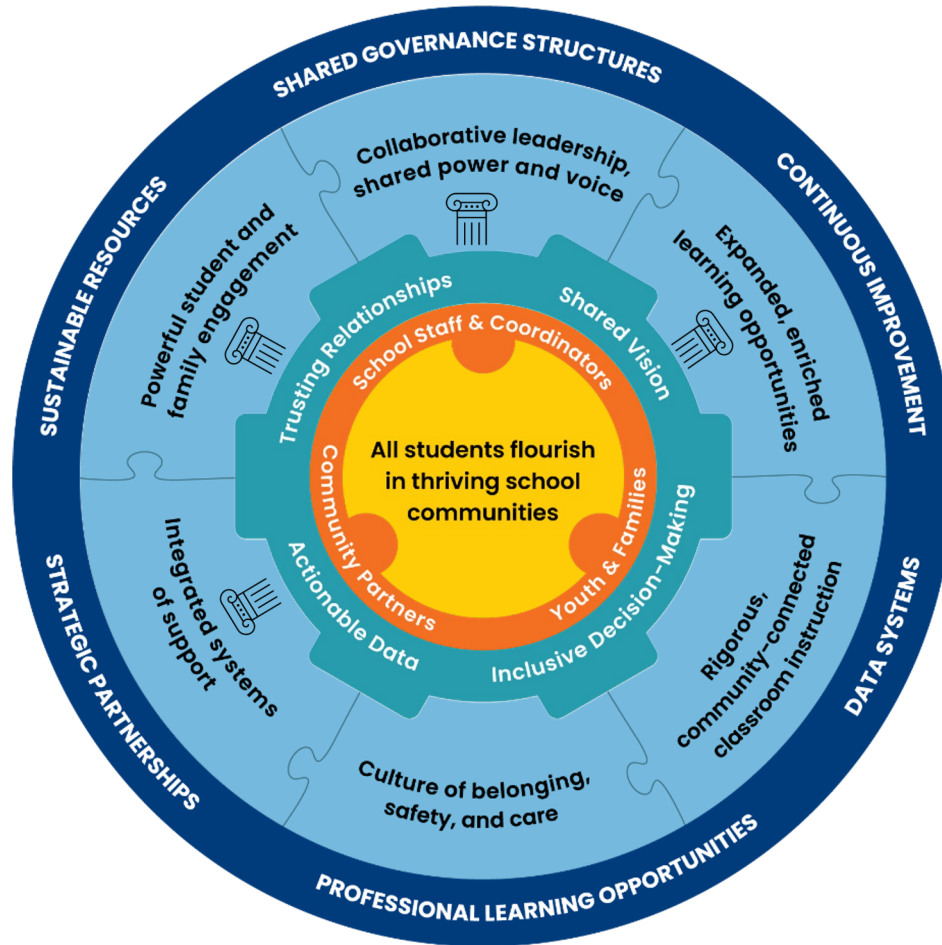 SHARED GOVERNANCE STRUCTURES
CONTINUOUS IMPROVEMENT
DATA SYSTEMS
PROFESSIONAL LEARNING OPPORTUNITIES
STRATEGIC PARTNERSHIPS
SUSTAINABLE RESOURCES
Collaborative leadership,
shared power and voice
Expanded, enriched
learning opportunities
Rigorous,
community-connected
classroom instruction
Culture of belonging,
safety, and care
Integrated systems
of support
Powerful student and
family engagement
Trusting Relationships
Shared Vision
Inclusive Decision-Making
Actionable Data
School Staff & Coordinators
Youth & Families
Community Partners
All students flourish
in thriving school
communities